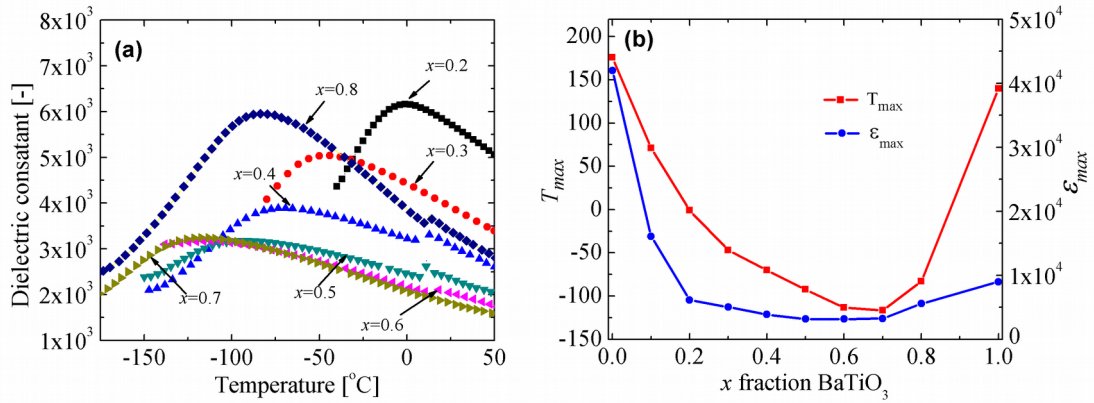 (a)
Dielectric consatant [-]
7x10³
6x10³
5x10³
4x10³
3x10³
2x10³
1x10³
x=0.2
x=0.8
x=0.3
x=0.4
x=0.7
x=0.5
x=0.6
-150 -100 -50 0 50
Temperature [°C]
(b)
T_max
200
150
100
50
0
-50
-100
-150
T_max
ε_max
5x10⁴
4x10⁴
3x10⁴
2x10⁴
1x10⁴
0
ε_max
0.0 0.2 0.4 0.6 0.8 1.0
x fraction BaTiO₃